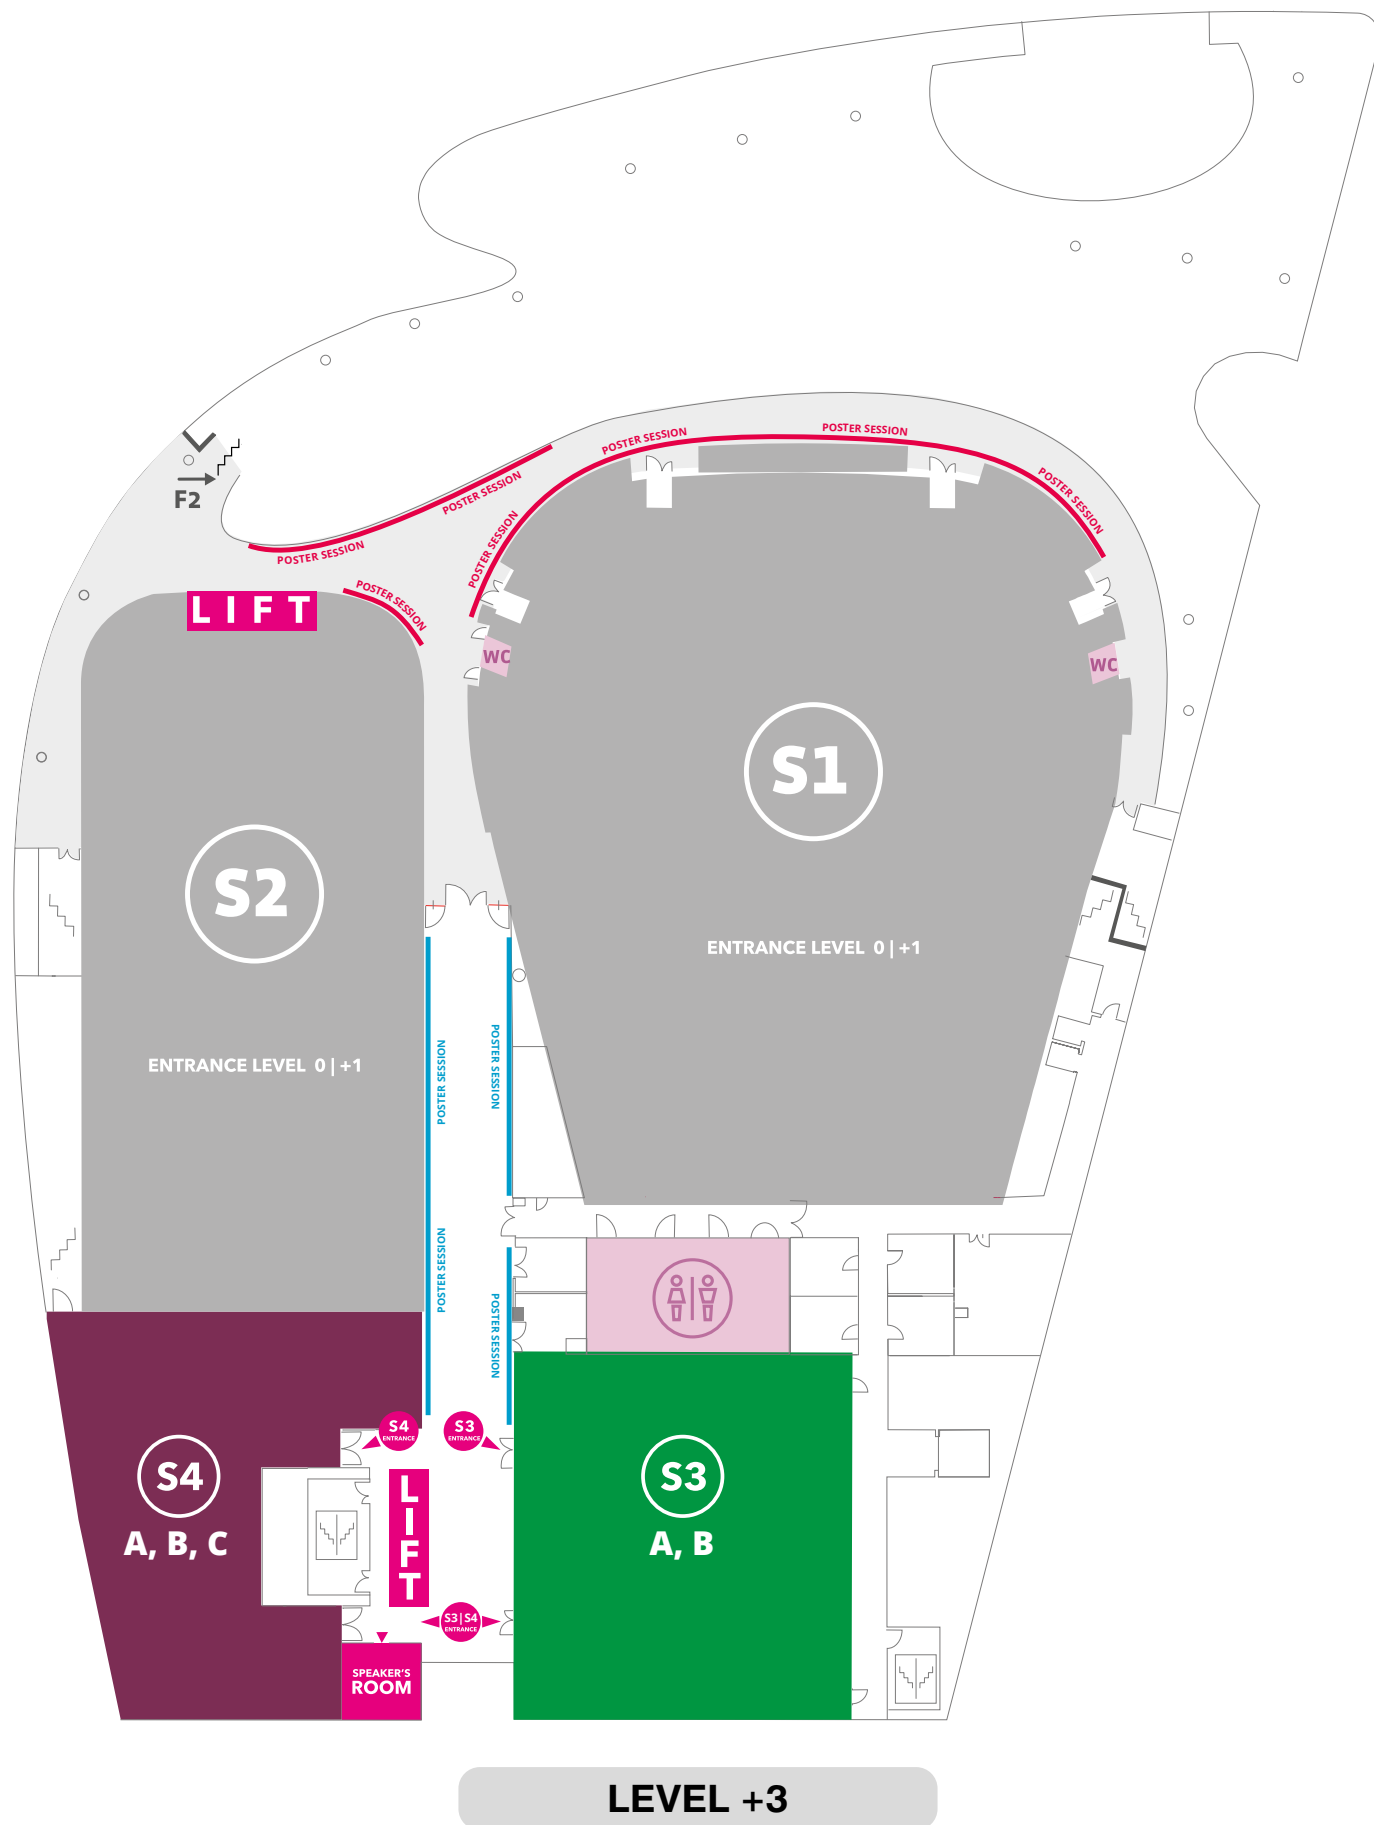 POSTER SESSION
POSTER SESSION
POSTER SESSION
POSTER SESSION
F2
POSTER SESSION
POSTER SESSION
POSTER SESSION
LIFT
WC
WC
S1
S2
ENTRANCE LEVEL 0 | +1
ENTRANCE LEVEL 0 | +1
POSTER SESSION
POSTER SESSION
POSTER SESSION
POSTER SESSION
S4
ENTRANCE
S3
ENTRANCE
S4
A, B, C
LIFT
S3
A, B
S3|S4
ENTRANCE
SPEAKER'S
ROOM
LEVEL +3